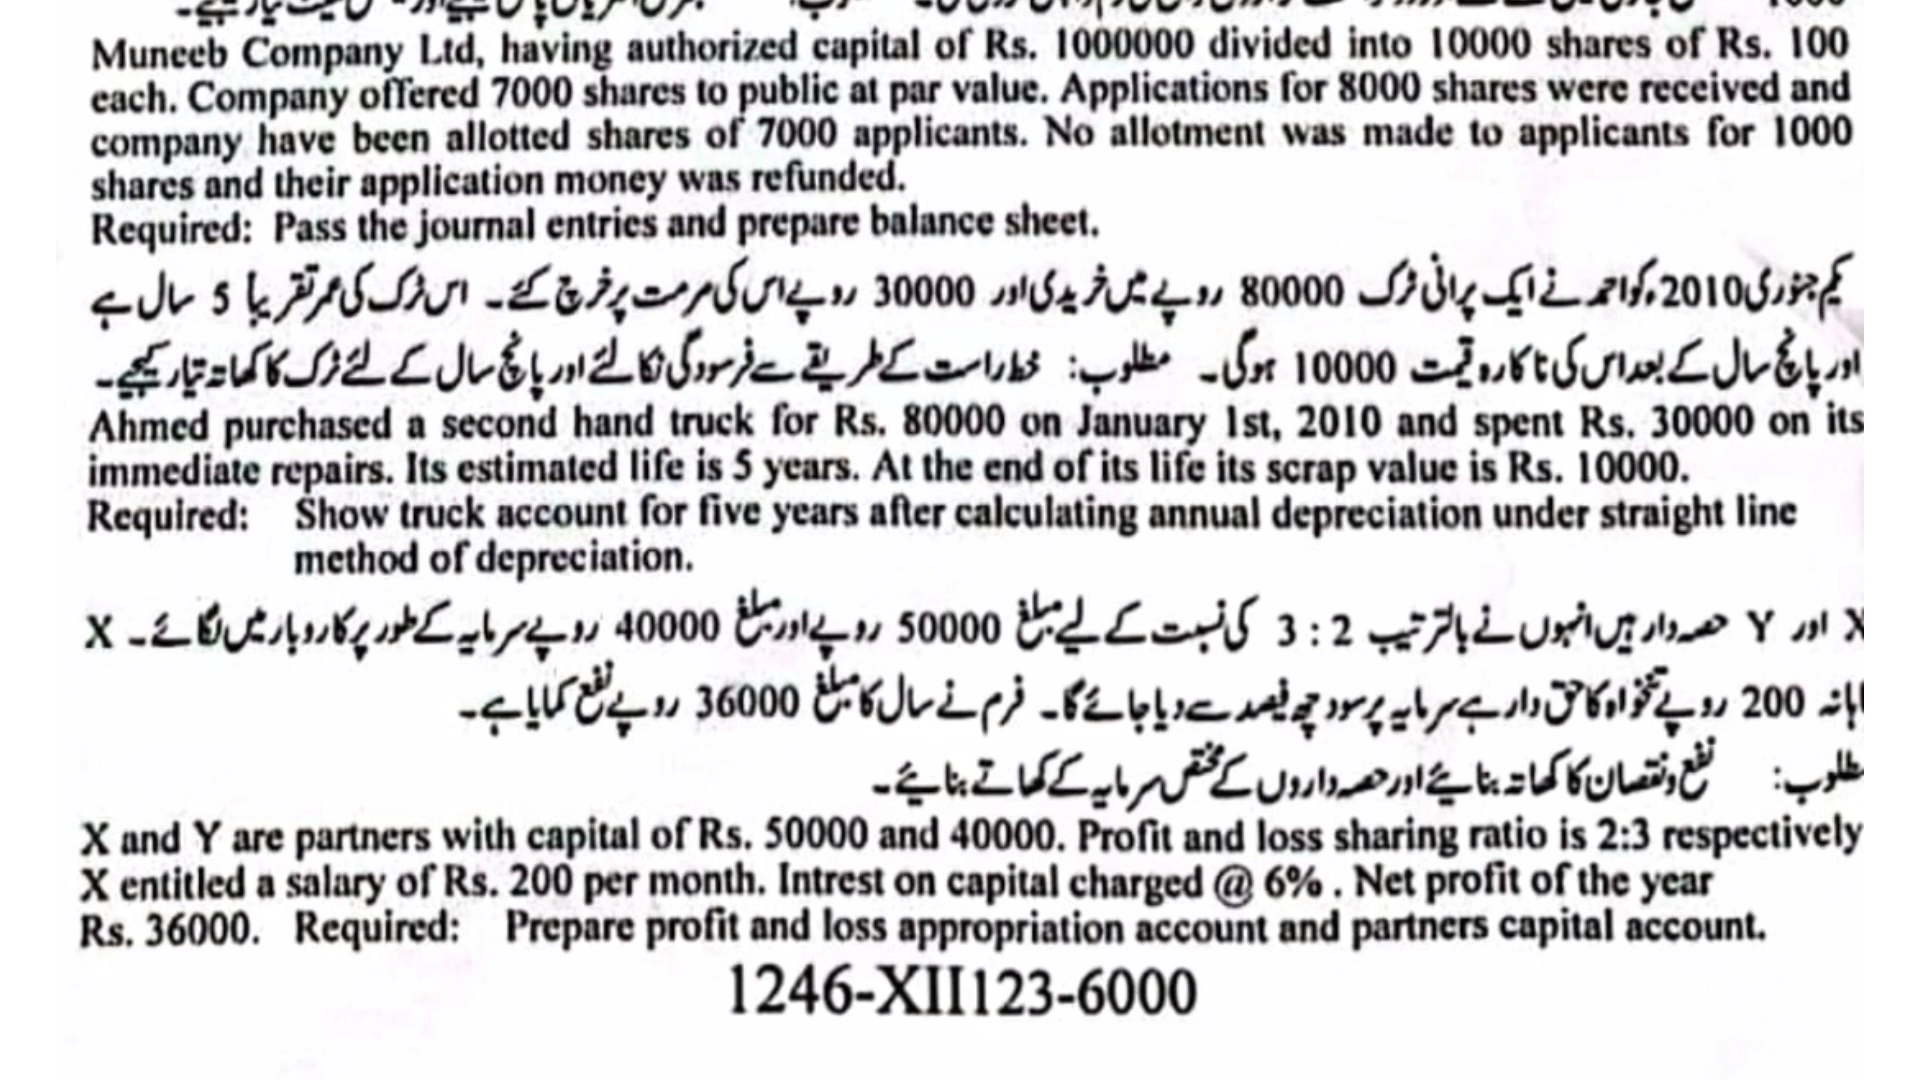 Muneeb Company Ltd, having authorized capital of Rs. 1000000 divided into 10000 shares of Rs. 100
each. Company offered 7000 shares to public at par value. Applications for 8000 shares were received and
company have been allotted shares of 7000 applicants. No allotment was made to applicants for 1000
shares and their application money was refunded.
Required: Pass the journal entries and prepare balance sheet.
یکم جنوری 2010ء کو احمد نے ایک پرانی ٹرک 80000 روپے میں خریدی اور 30000 روپے اس کی مرمت پر خرچ کئے۔ اس ٹرک کی عمر تقریباً 5 سال ہے
اور پانچ سال کے بعد اس کی ناکارہ قیمت 10000 ہوگی۔ مطلوب: خط راست کے طریقے سے فرسودگی نکالئے اور پانچ سال کے لئے ٹرک کا کھاتہ تیار کیجیے۔
Ahmed purchased a second hand truck for Rs. 80000 on January 1st, 2010 and spent Rs. 30000 on its
immediate repairs. Its estimated life is 5 years. At the end of its life its scrap value is Rs. 10000.
Required: Show truck account for five years after calculating annual depreciation under straight line
method of depreciation.
X اور Y حصہ دار ہیں انہوں نے بالترتیب 2 : 3 کی نسبت کے لیے مبلغ 50000 روپے اور مبلغ 40000 روپے سرمایہ کے طور پر کاروبار میں لگائے۔ X
ماہانہ 200 روپے تنخواہ کا حق دار ہے سرمایہ پر سود چھ فیصد سے دیا جائے گا۔ فرم نے سال کا مبلغ 36000 روپے نفع کمایا ہے۔
مطلوب: نفع ونقصان کا کھاتہ بنائیے اور حصہ داروں کے مختص سرمایہ کے کھاتے بنائیے۔
X and Y are partners with capital of Rs. 50000 and 40000. Profit and loss sharing ratio is 2:3 respectively
X entitled a salary of Rs. 200 per month. Intrest on capital charged @ 6% . Net profit of the year
Rs. 36000. Required: Prepare profit and loss appropriation account and partners capital account.
1246-XII123-6000